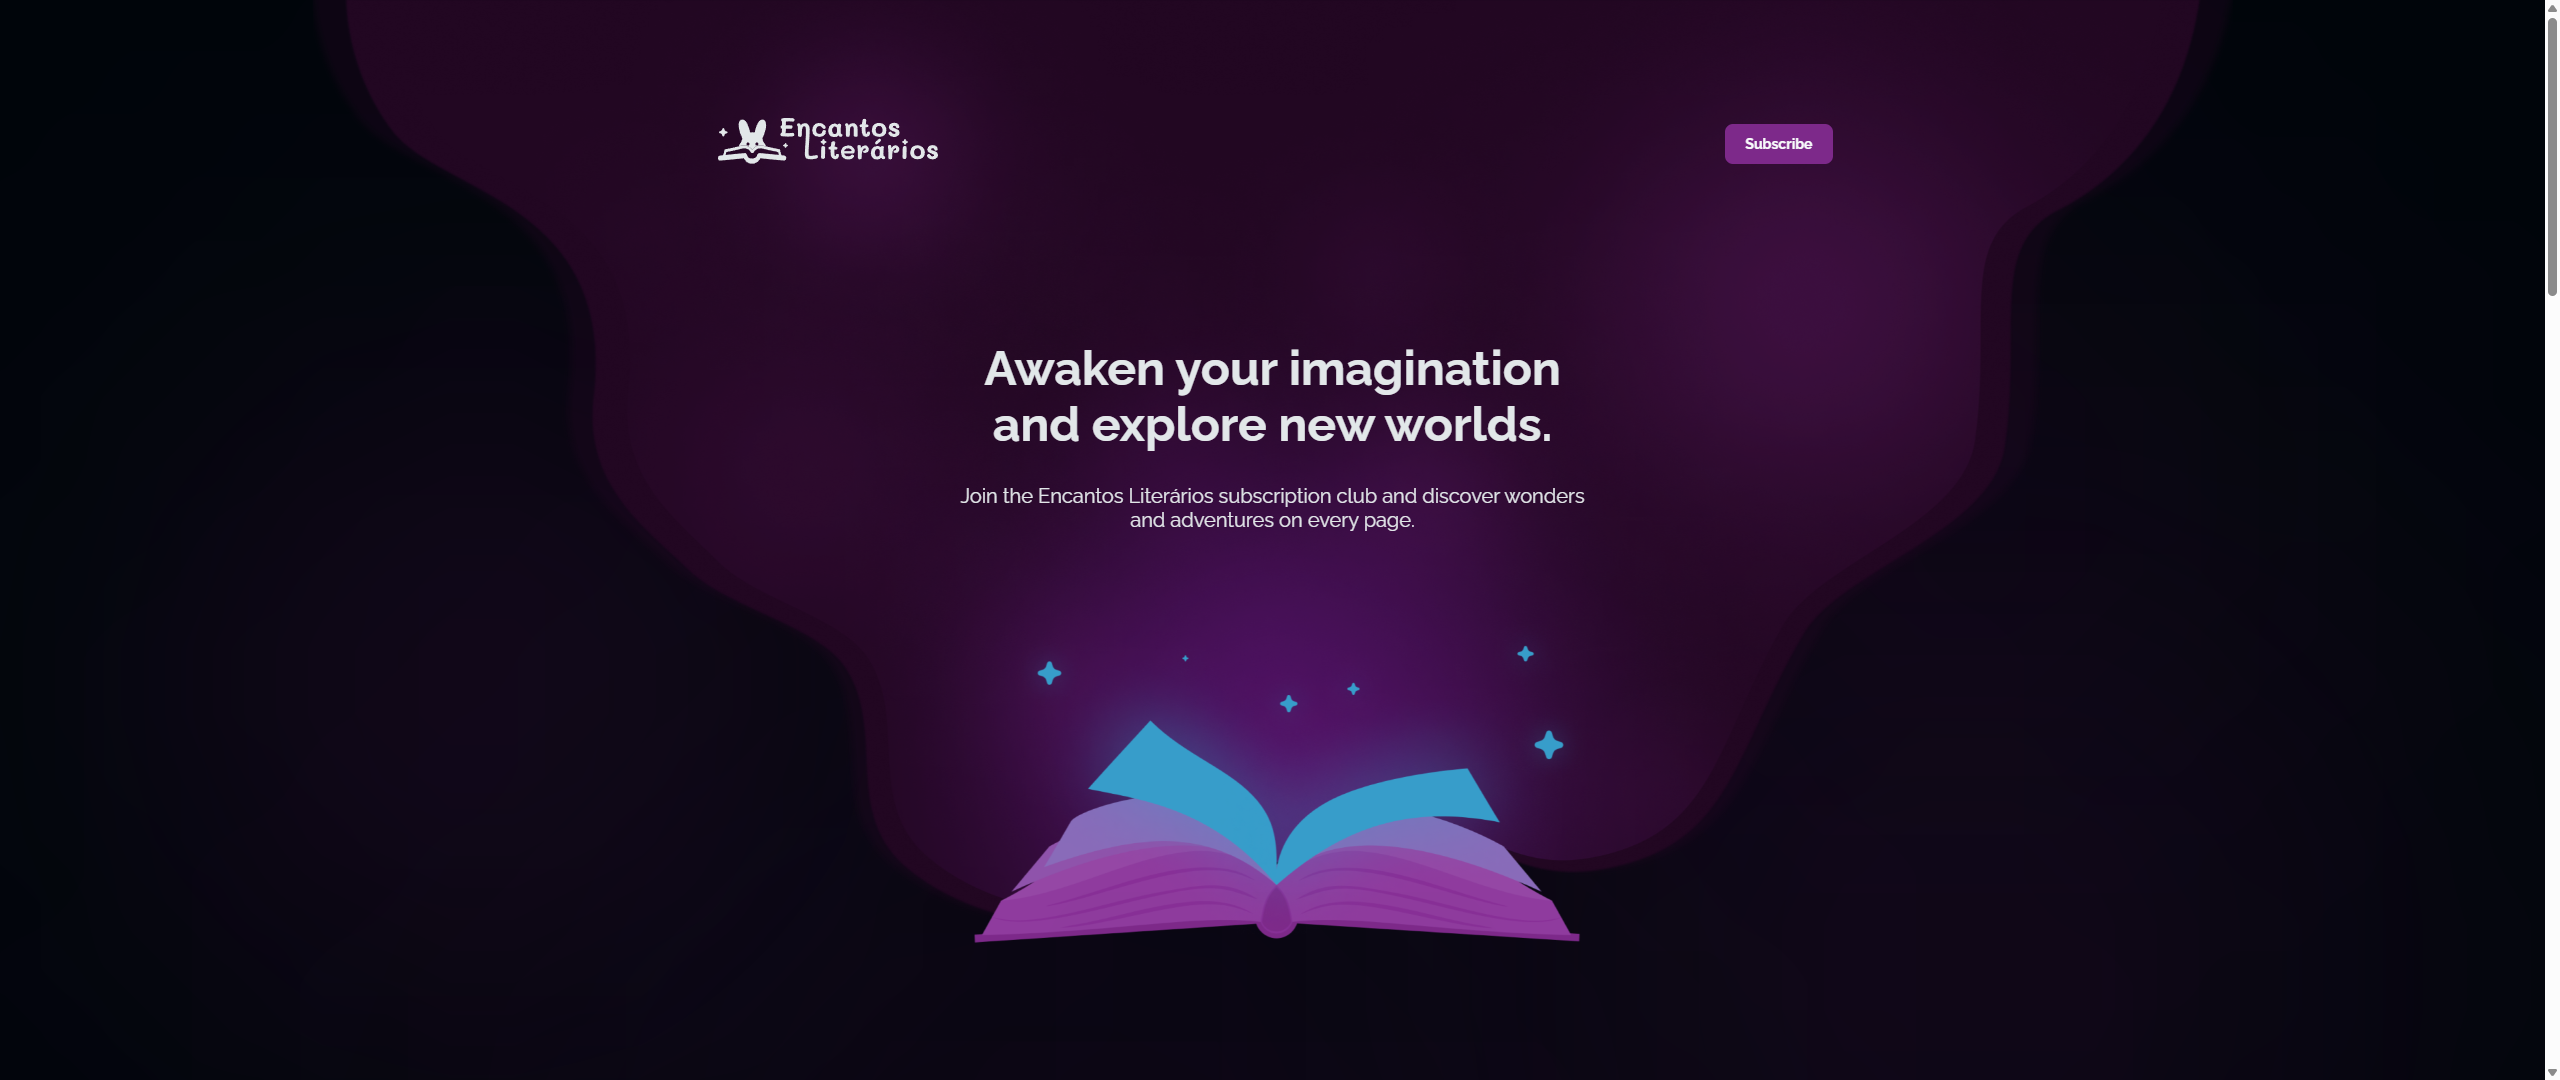 Encantos
Literários
Subscribe
Awaken your imagination
and explore new worlds.
Join the Encantos Literários subscription club and discover wonders
and adventures on every page.